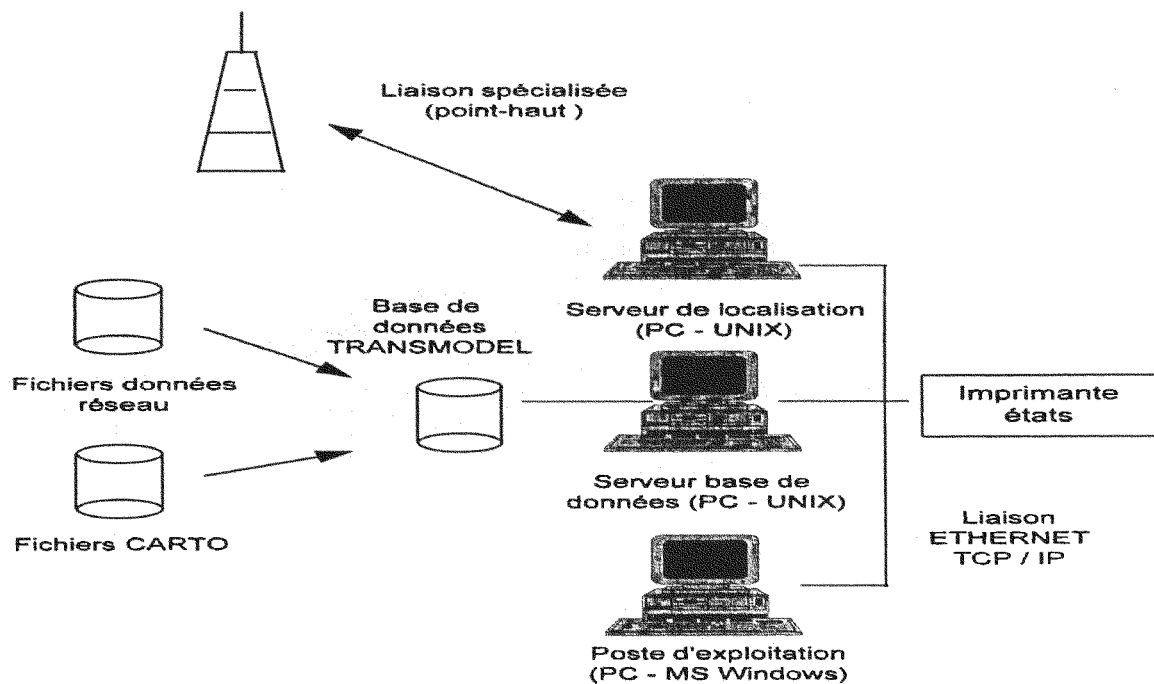 Liaison spécialisée
(point-haut )
Serveur de localisation
(PC - UNIX)
Base de
données
TRANSMODEL
Fichiers données
réseau
Imprimante
états
Serveur base de
données (PC - UNIX)
Fichiers CARTO
Liaison
ETHERNET
TCP / IP
Poste d'exploitation
(PC - MS Windows)